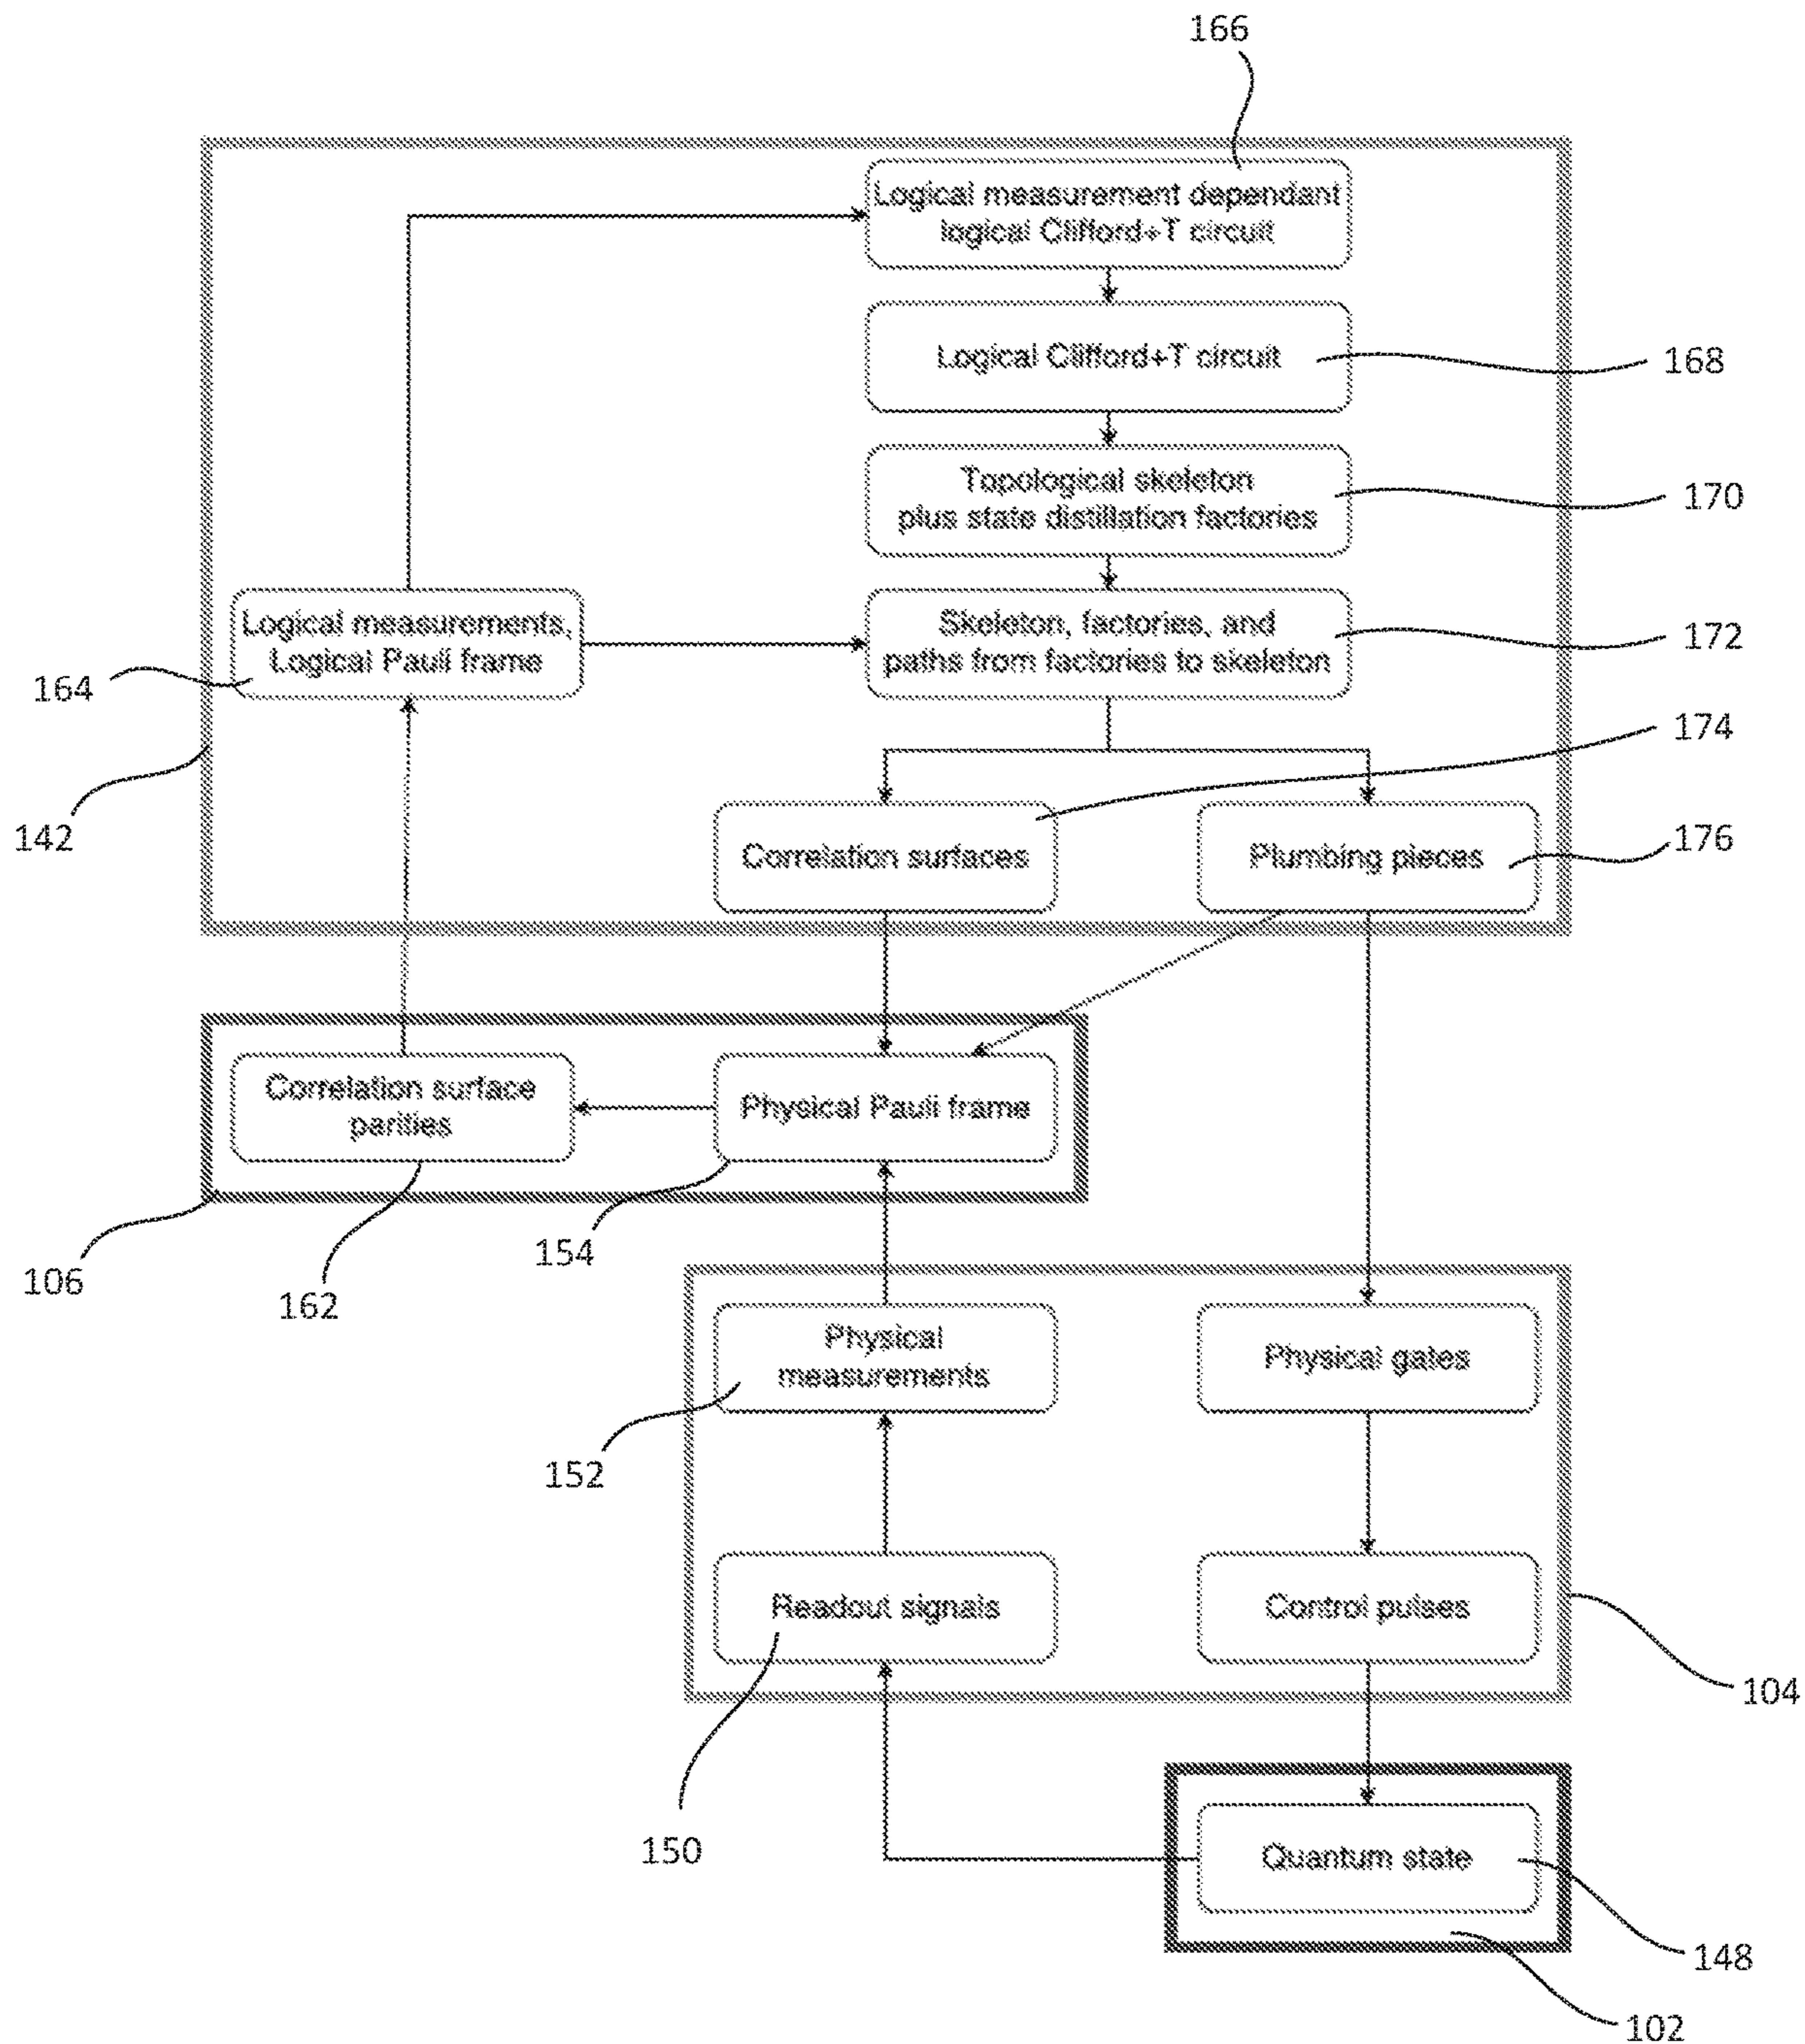 166
Logical measurement dependant
logical Clifford+T circuit
Logical Clifford+T circuit
168
Topological skeleton
plus state distillation factories
170
Logical measurements,
Logical Pauli frame
Skeleton, factories, and
paths from factories to skeleton
172
164
174
142
Correlation surfaces
Plumbing pieces
176
Correlation surface
parities
Physical Pauli frame
106
162
154
Physical
measurements
Physical gates
152
Readout signals
Control pulses
104
150
Quantum state
148
102